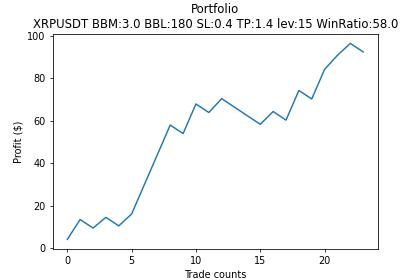 Portfolio
XRPUSDT BBM:3.0 BBL:180 SL:0.4 TP:1.4 lev:15 WinRatio:58.0
100
80
60
40
20
0
Profit ($)
0 5 10 15 20
Trade counts